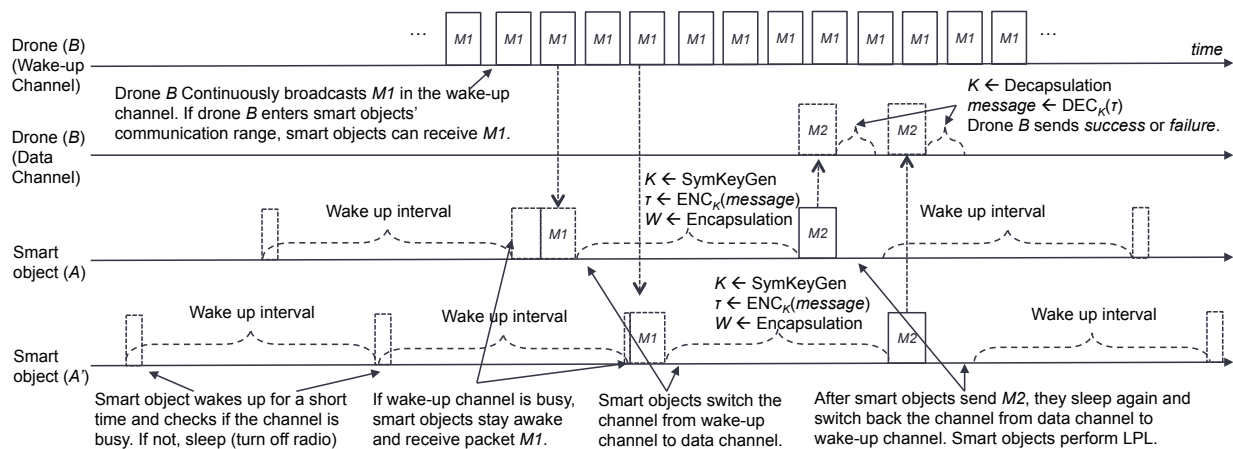 ... M1 M1 M1 M1 M1 M1 M1 M1 M1 M1 M1 M1 M1 ...
Drone (B)
(Wake-up
Channel)
time
Drone B Continuously broadcasts M1 in the wake-up
channel. If drone B enters smart objects'
communication range, smart objects can receive M1.
K ← Decapsulation
message ← DEC_K(τ)
Drone B sends success or failure.
Drone (B)
(Data
Channel)
M2 M2
K ← SymKeyGen
τ ← ENC_K(message)
W ← Encapsulation
Wake up interval
Wake up interval
M1
M2
Smart
object (A)
K ← SymKeyGen
τ ← ENC_K(message)
W ← Encapsulation
Wake up interval
Wake up interval
Wake up interval
M1
M2
Smart
object (A')
Smart object wakes up for a short
time and checks if the channel is
busy. If not, sleep (turn off radio)
If wake-up channel is busy,
smart objects stay awake
and receive packet M1.
Smart objects switch the
channel from wake-up
channel to data channel.
After smart objects send M2, they sleep again and
switch back the channel from data channel to
wake-up channel. Smart objects perform LPL.